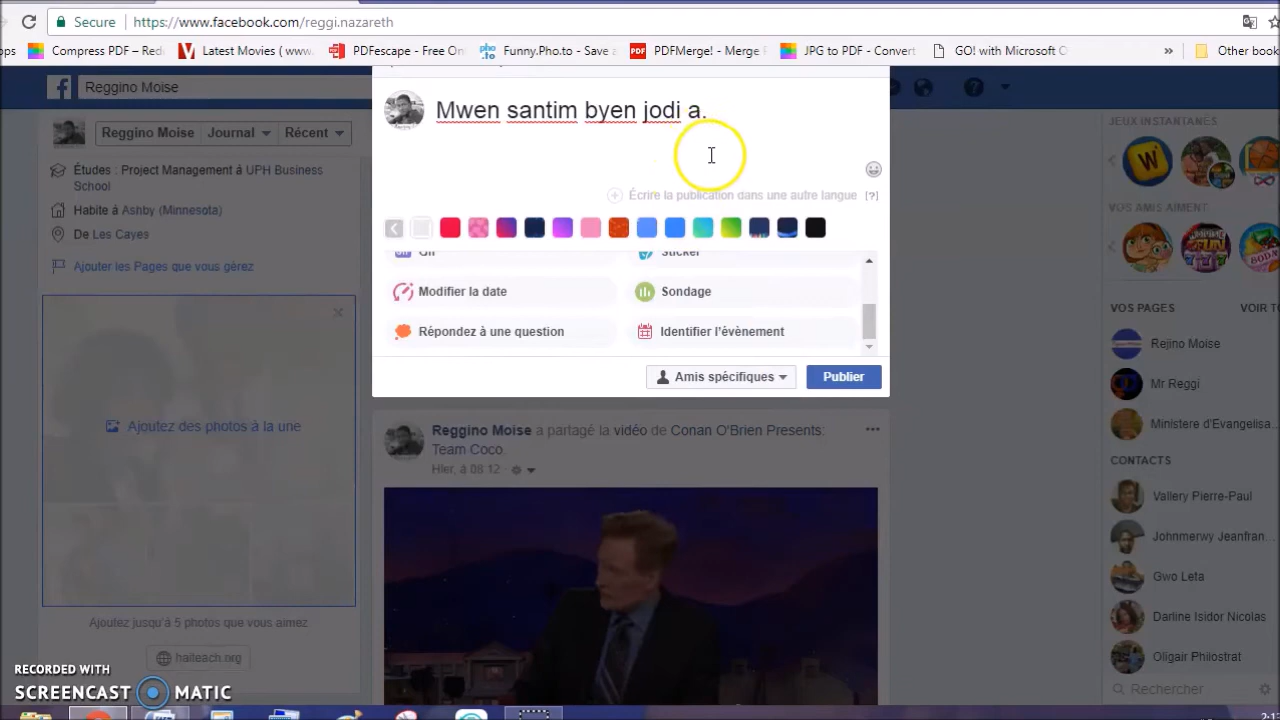 Secure
https://www.facebook.com/reggi.nazareth
Compress PDF – Red
Latest Movies ( www.
PDFescape - Free On
Funny.Pho.to - Save a
PDFMerge! - Merge
JPG to PDF - Convert
GO! with Microsoft O
»
Other book
Reggino Moise
Reggino Moise
Journal
Récent
Études : Project Management à UPH Business
School
Habite à Ashby (Minnesota)
De Les Cayes
Ajouter les Pages que vous gérez
Ajoutez des photos à la une
Ajoutez jusqu'à 5 photos que vous aimez
haiteach.org
RECORDED WITH
SCREENCAST MATIC
Mwen santim byen jodi a.
Écrire la publication dans une autre langue [?]
Gif
Sticker
Modifier la date
Sondage
Répondez à une question
Identifier l'évènement
Amis spécifiques
Publier
Reggino Moise a partagé la vidéo de Conan O'Brien Presents:
Team Coco.
Hier, à 08:12
JEUX INSTANTANÉS
VOS AMIS AIMENT
VOS PAGES
VOIR TO
Rejino Moise
Mr Reggi
Ministere d'Evangelisa...
CONTACTS
Vallery Pierre-Paul
Johnmerwy Jeanfran...
Gwo Leta
Darline Isidor Nicolas
Oligair Philostrat
Rechercher